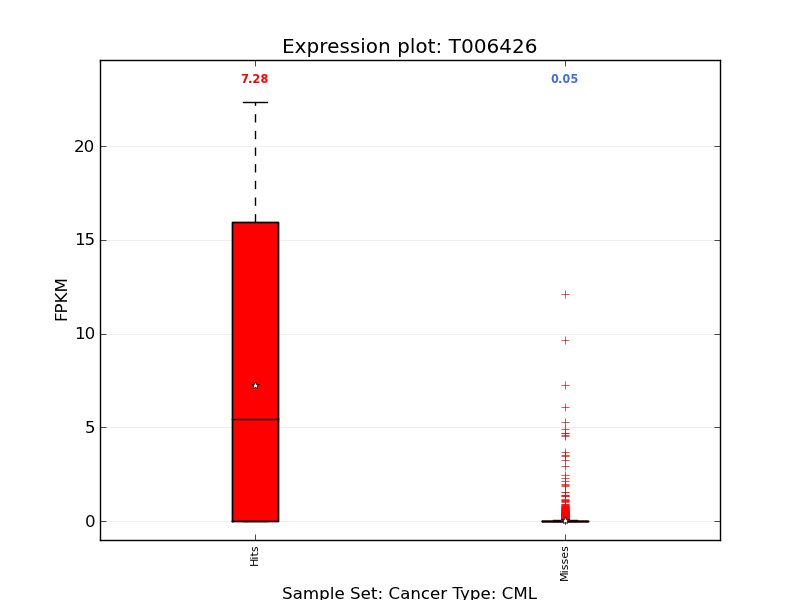 Expression plot: T006426
7.28
0.05
20
15
10
5
0
FPKM
Hits
Misses
Sample Set: Cancer Type: CML